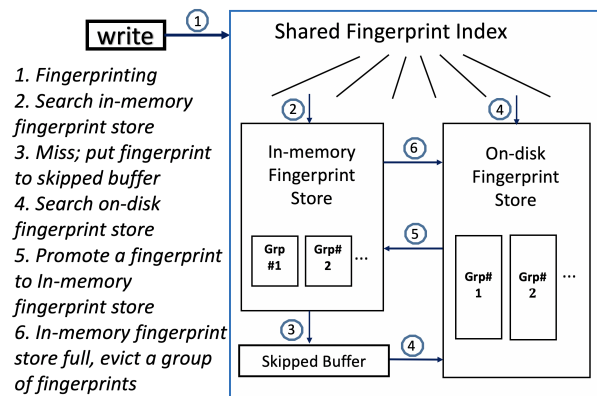 write
1
Shared Fingerprint Index
1. Fingerprinting
2. Search in-memory
fingerprint store
3. Miss; put fingerprint
to skipped buffer
4. Search on-disk
fingerprint store
5. Promote a fingerprint
to In-memory
fingerprint store
6. In-memory fingerprint
store full, evict a group
of fingerprints
2
4
In-memory
Fingerprint
Store
Grp
#1
Grp#
2
...
6
5
On-disk
Fingerprint
Store
Grp#
1
Grp#
2
...
3
Skipped Buffer
4